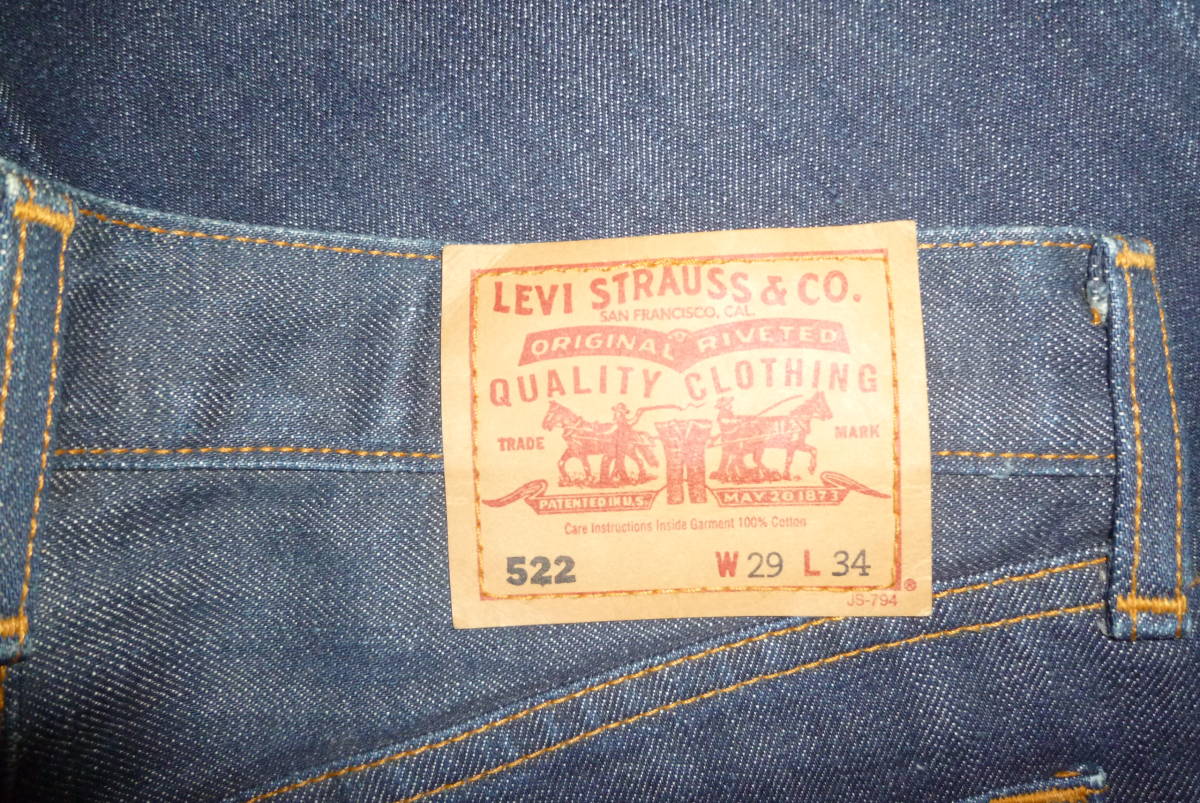 LEVI STRAUSS & CO.
SAN FRANCISCO, CAL.
ORIGINAL RIVETED
QUALITY CLOTHING
TRADE MARK
PATENTED IN U.S. MAY 20 1873
Care Instructions Inside Garment 100% Cotton
522 W 29 L 34
®
JS-794